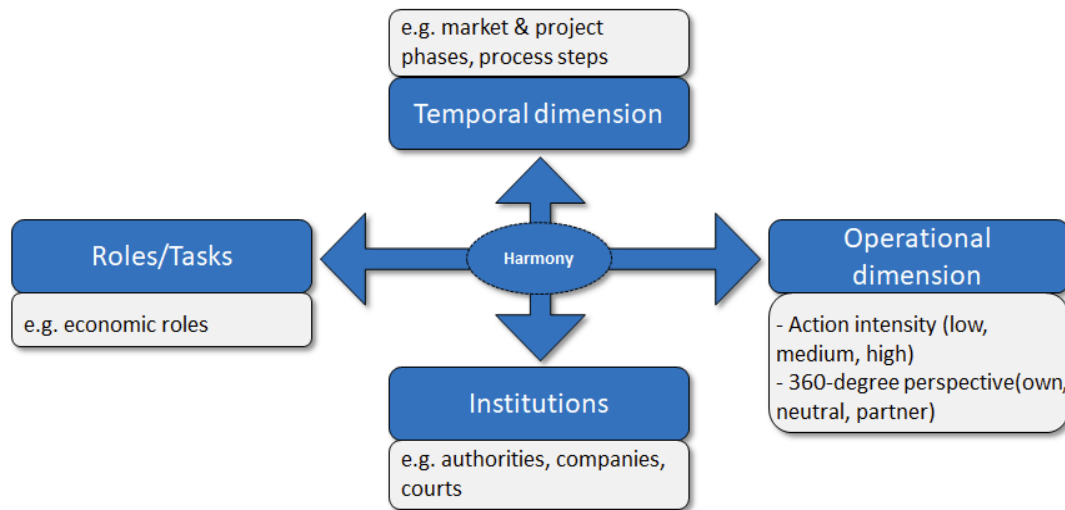 e.g. market & project
phases, process steps
Temporal dimension
Roles/Tasks
e.g. economic roles
Harmony
Operational
dimension
- Action intensity (low,
medium, high)
- 360-degree perspective(own,
neutral, partner)
Institutions
e.g. authorities, companies,
courts